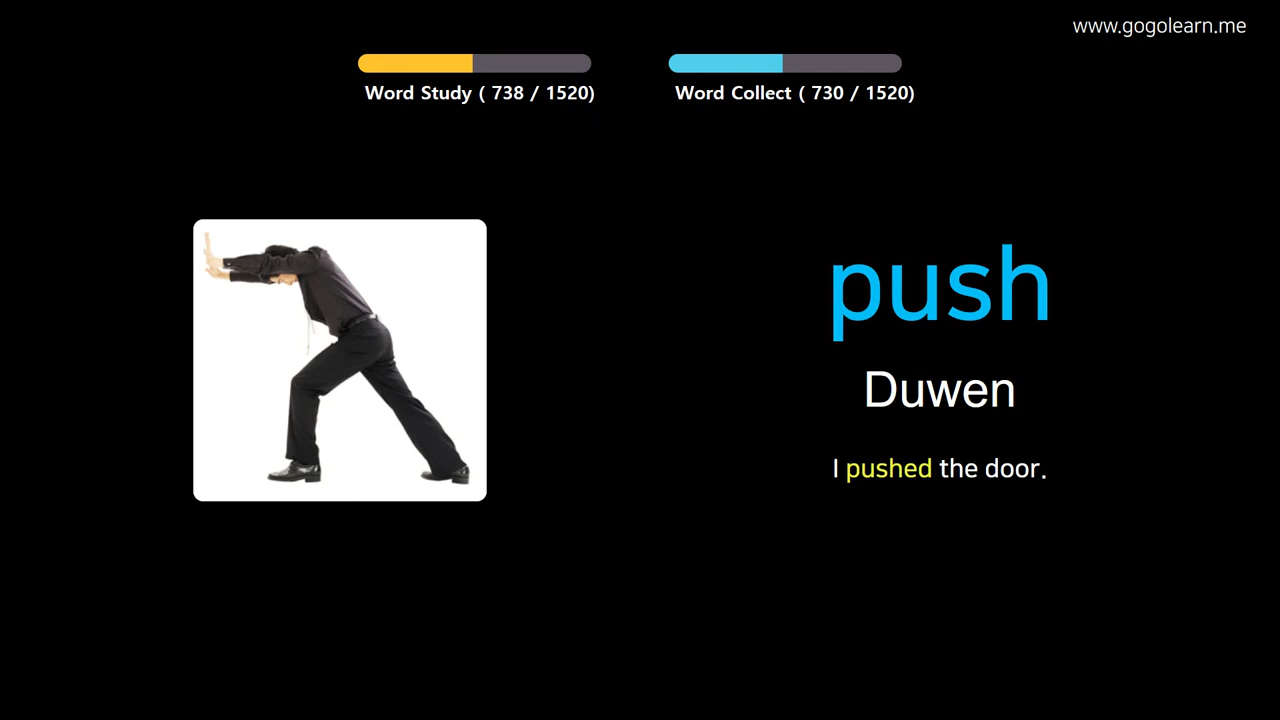 www.gogolearn.me
Word Study ( 738 / 1520)
Word Collect ( 730 / 1520)
push
Duwen
I pushed the door.